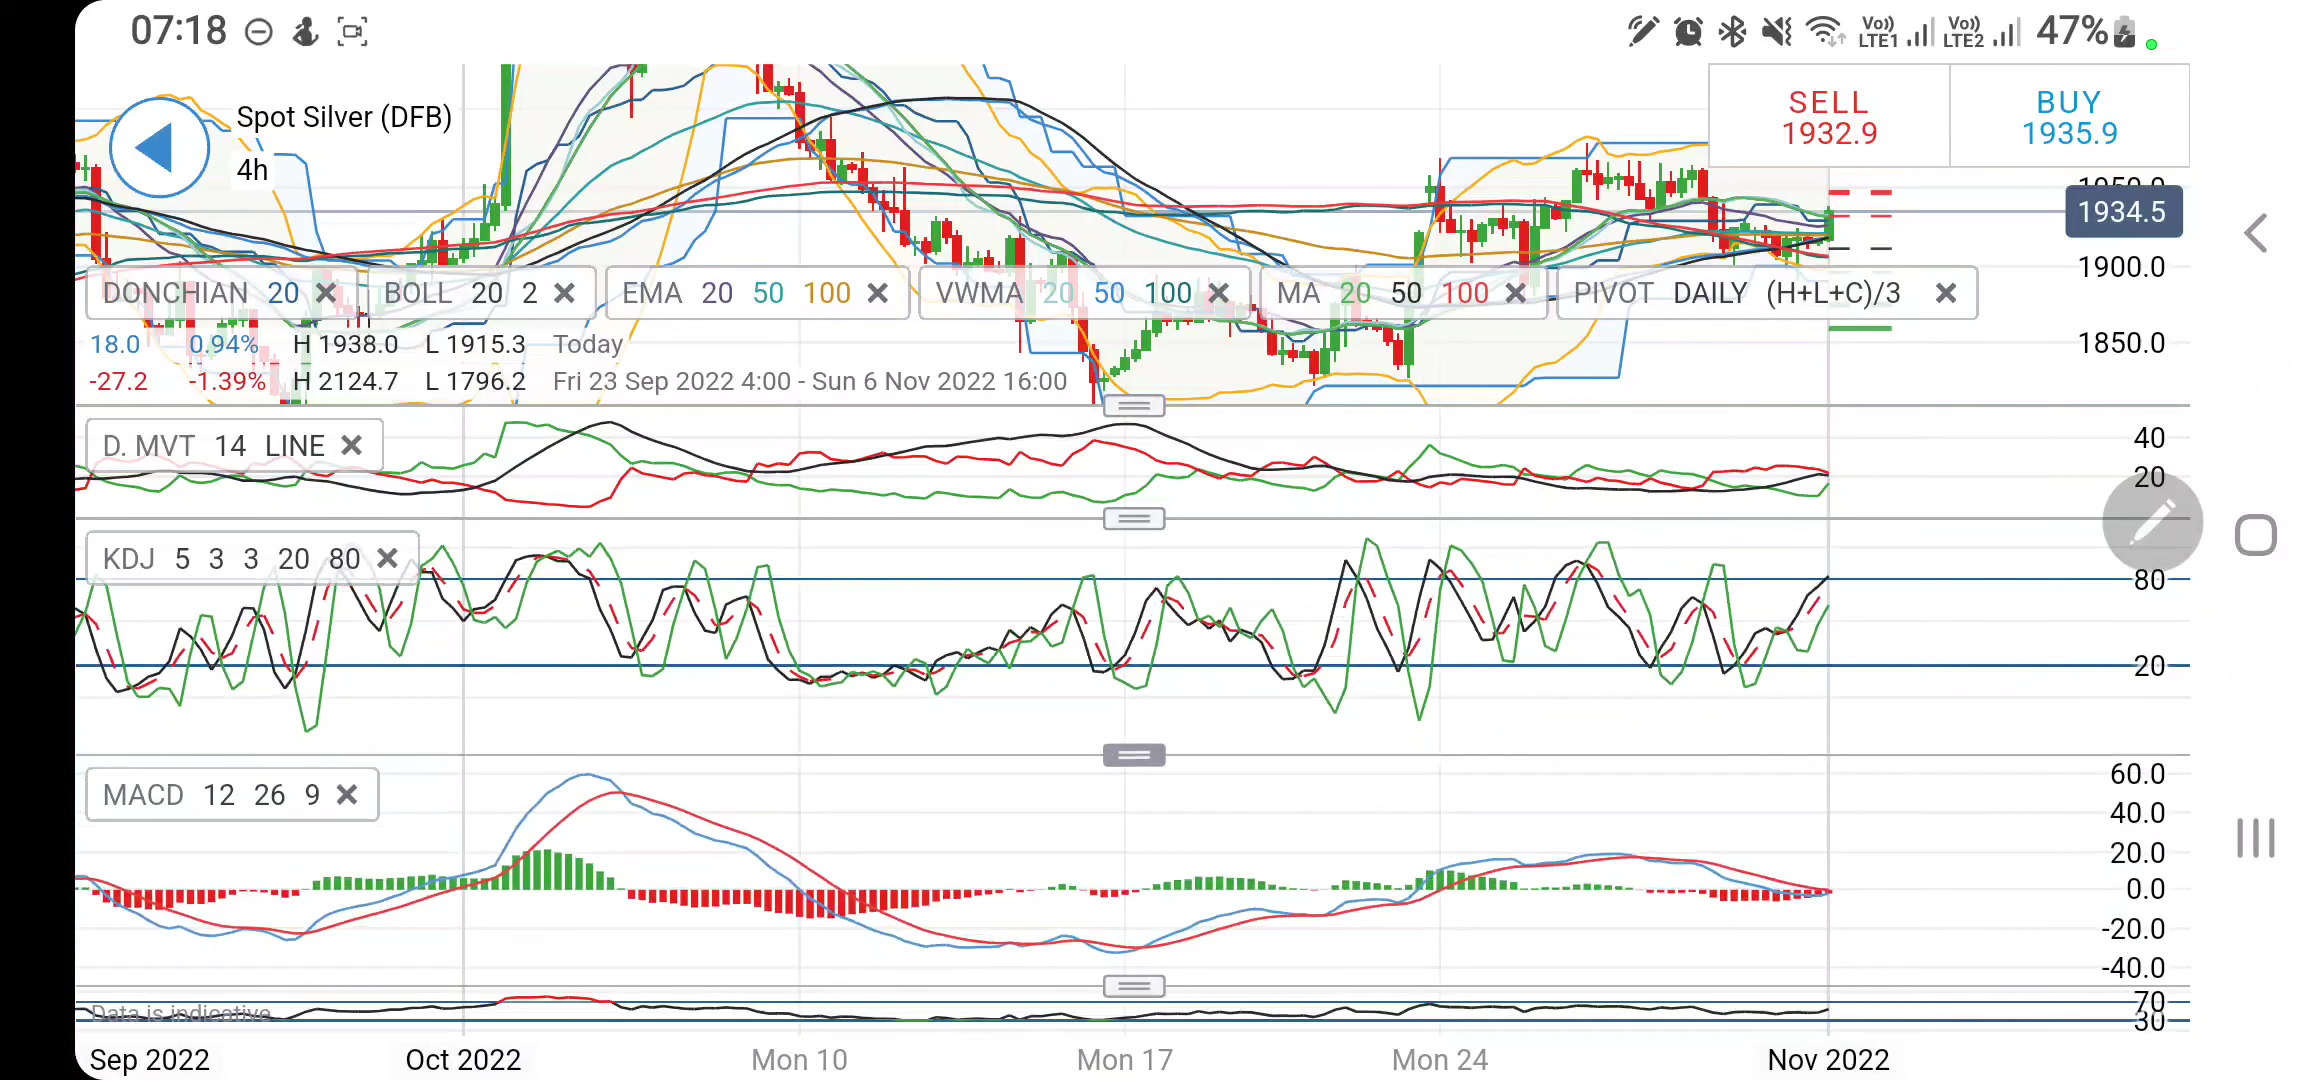 07:18
Vo)) LTE1 Vo)) LTE2 47%
Spot Silver (DFB)
4h
SELL 1932.9
BUY 1935.9
1950.0
1934.5
1900.0
1850.0
DONCHIAN 20 BOLL 20 2 EMA 20 50 100 VWMA 20 50 100 MA 20 50 100 PIVOT DAILY (H+L+C)/3
18.0 0.94% H 1938.0 L 1915.3 Today
-27.2 -1.39% H 2124.7 L 1796.2 Fri 23 Sep 2022 4:00 - Sun 6 Nov 2022 16:00
D. MVT 14 LINE
40
20
KDJ 5 3 3 20 80
80
20
MACD 12 26 9
60.0
40.0
20.0
0.0
-20.0
-40.0
Data is indicative
70
30
Sep 2022 Oct 2022 Mon 10 Mon 17 Mon 24 Nov 2022